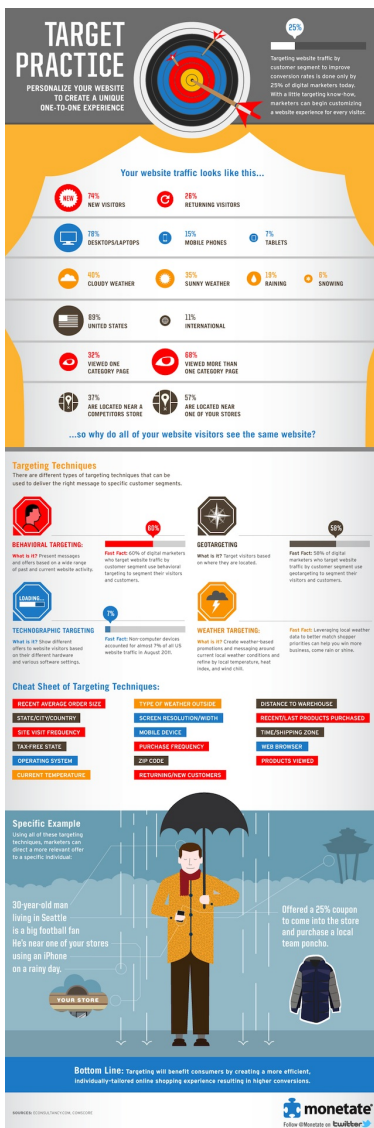 TARGET
PRACTICE
PERSONALIZE YOUR WEBSITE
TO CREATE A UNIQUE
ONE-TO-ONE EXPERIENCE
25%
Targeting website traffic by
customer segment to improve
conversion rates is done only by
25% of digital marketers today.
With a little targeting know-how,
marketers can begin customizing
a website experience for every visitor.
Your website traffic looks like this...
NEW
74%
NEW VISITORS
26%
RETURNING VISITORS
78%
DESKTOPS/LAPTOPS
15%
MOBILE PHONES
7%
TABLETS
40%
CLOUDY WEATHER
35%
SUNNY WEATHER
19%
RAINING
6%
SNOWING
89%
UNITED STATES
11%
INTERNATIONAL
32%
VIEWED ONE
CATEGORY PAGE
68%
VIEWED MORE THAN
ONE CATEGORY PAGE
37%
ARE LOCATED NEAR A
COMPETITORS STORE
57%
ARE LOCATED NEAR
ONE OF YOUR STORES
...so why do all of your website visitors see the same website?
Targeting Techniques
There are different types of targeting techniques that can be
used to deliver the right message to specific customer segments.
60%
BEHAVIORAL TARGETING:
What is it? Present messages
and offers based on a wide range
of past and current website activity.
Fast Fact: 60% of digital marketers
who target website traffic by
customer segment use behavioral
targeting to segment their visitors
and customers.
58%
GEOTARGETING
What is it? Target visitors based
on where they are located.
Fast Fact: 58% of digital
marketers who target website
traffic by customer segment use
geotargeting to segment their
visitors and customers.
LOADING...
7%
TECHNOGRAPHIC TARGETING
What is it? Show different
offers to website visitors based
on their different hardware
and various software settings.
Fast Fact: Non-computer devices
accounted for almost 7% of all US
website traffic in August 2011.
WEATHER TARGETING:
What is it? Create weather-based
promotions and messaging around
current local weather conditions and
refine by local temperature, heat
index, and wind chill.
Fast Fact: Leveraging local weather
data to better match shopper
priorities can help you win more
business, come rain or shine.
Cheat Sheet of Targeting Techniques:
RECENT AVERAGE ORDER SIZE
STATE/CITY/COUNTRY
SITE VISIT FREQUENCY
TAX-FREE STATE
OPERATING SYSTEM
CURRENT TEMPERATURE
TYPE OF WEATHER OUTSIDE
SCREEN RESOLUTION/WIDTH
MOBILE DEVICE
PURCHASE FREQUENCY
ZIP CODE
RETURNING/NEW CUSTOMERS
DISTANCE TO WAREHOUSE
RECENT/LAST PRODUCTS PURCHASED
TIME/SHIPPING ZONE
WEB BROWSER
PRODUCTS VIEWED
Specific Example
Using all of these targeting
techniques, marketers can
direct a more relevant offer
to a specific individual:
30-year-old man
living in Seattle
is a big football fan
He's near one of your stores
using an iPhone
on a rainy day.
YOUR STORE
Offered a 25% coupon
to come into the store
and purchase a local
team poncho.
Bottom Line: Targeting will benefit consumers by creating a more efficient,
individually-tailored online shopping experience resulting in higher conversions.
SOURCES: ECONSULTANCY.COM, COMSCORE
monetate
Follow @Monetate on twitter